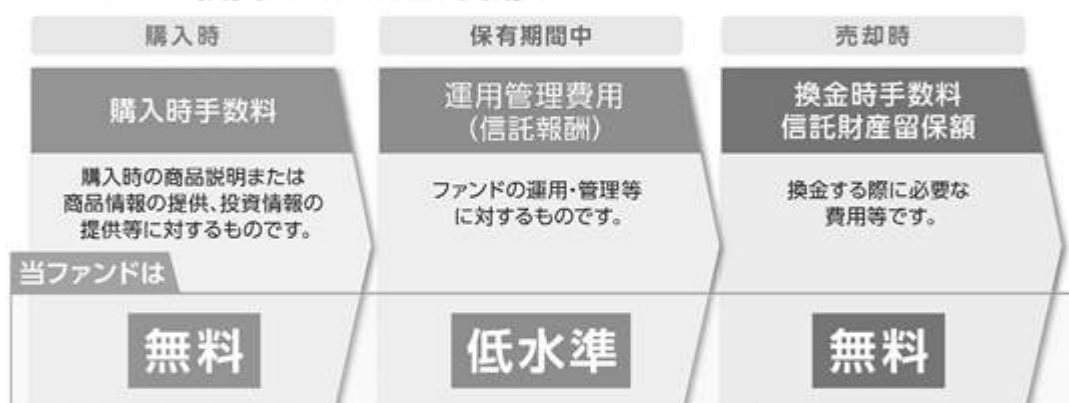 購入時
保有期間中
売却時
購入時手数料
運用管理費用
(信託報酬)
換金時手数料
信託財産留保額
購入時の商品説明または
商品情報の提供、投資情報の
提供等に対するものです。
ファンドの運用・管理等
に対するものです。
換金する際に必要な
費用等です。
当ファンドは
無料
低水準
無料